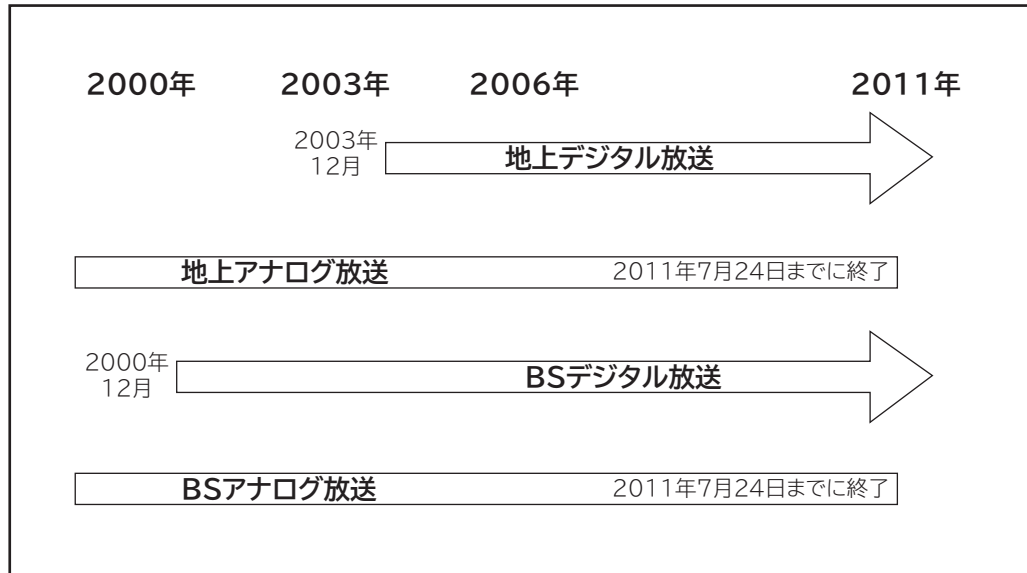 2000年 2003年 2006年 2011年
2003年
12月
地上デジタル放送
地上アナログ放送 2011年7月24日までに終了
2000年
12月
BSデジタル放送
BSアナログ放送 2011年7月24日までに終了